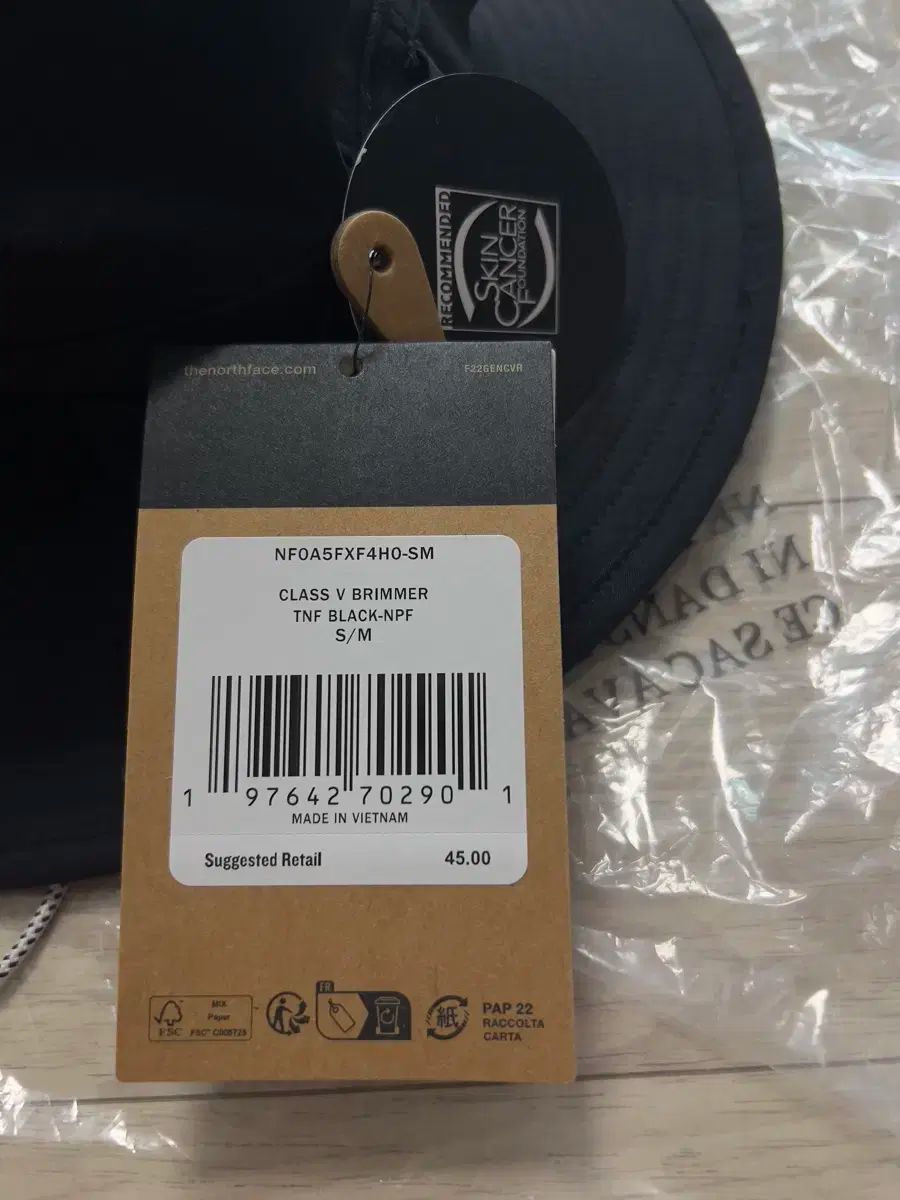 RECOMMENDED
SKIN
CANCER
FOUNDATION
thenorthface.com
F22GENCVR
NF0A5FXF4H0-SM
CLASS V BRIMMER
TNF BLACK-NPF
S/M
1 97642 70290 1
MADE IN VIETNAM
Suggested Retail 45.00
FSC
MIX
Paper
FR
紙
PAP 22
RACCOLTA
CARTA